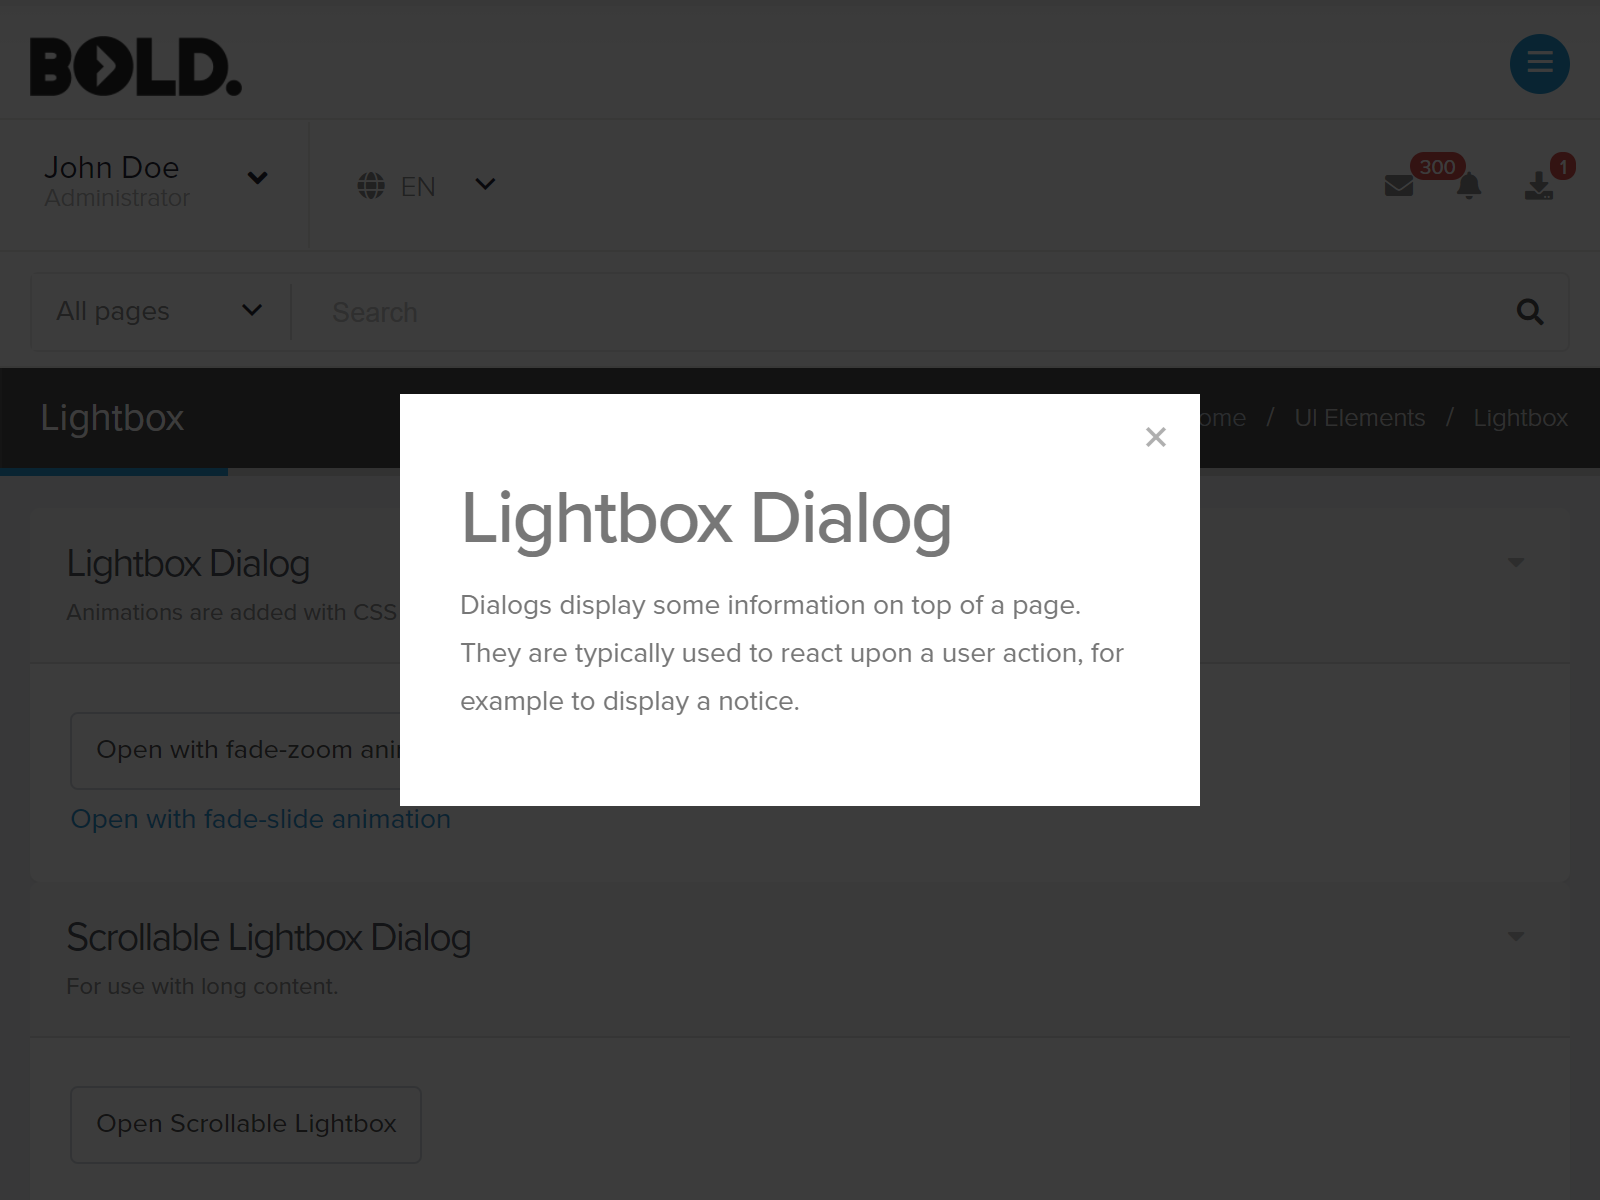 BOLD.
John Doe
Administrator
EN
300
1
All pages
Search
Lightbox
/ UI Elements / Lightbox
Lightbox Dialog
Dialogs display some information on top of a page.
They are typically used to react upon a user action, for
example to display a notice.
Lightbox Dialog
Animations are added with CSS
Open with fade-zoom
Open with fade-slide animation
Scrollable Lightbox Dialog
For use with long content.
Open Scrollable Lightbox